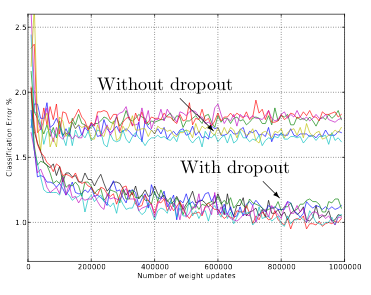 2.5
2.0
1.5
1.0
Classification Error %
Without dropout
With dropout
0
200000
400000
600000
800000
1000000
Number of weight updates